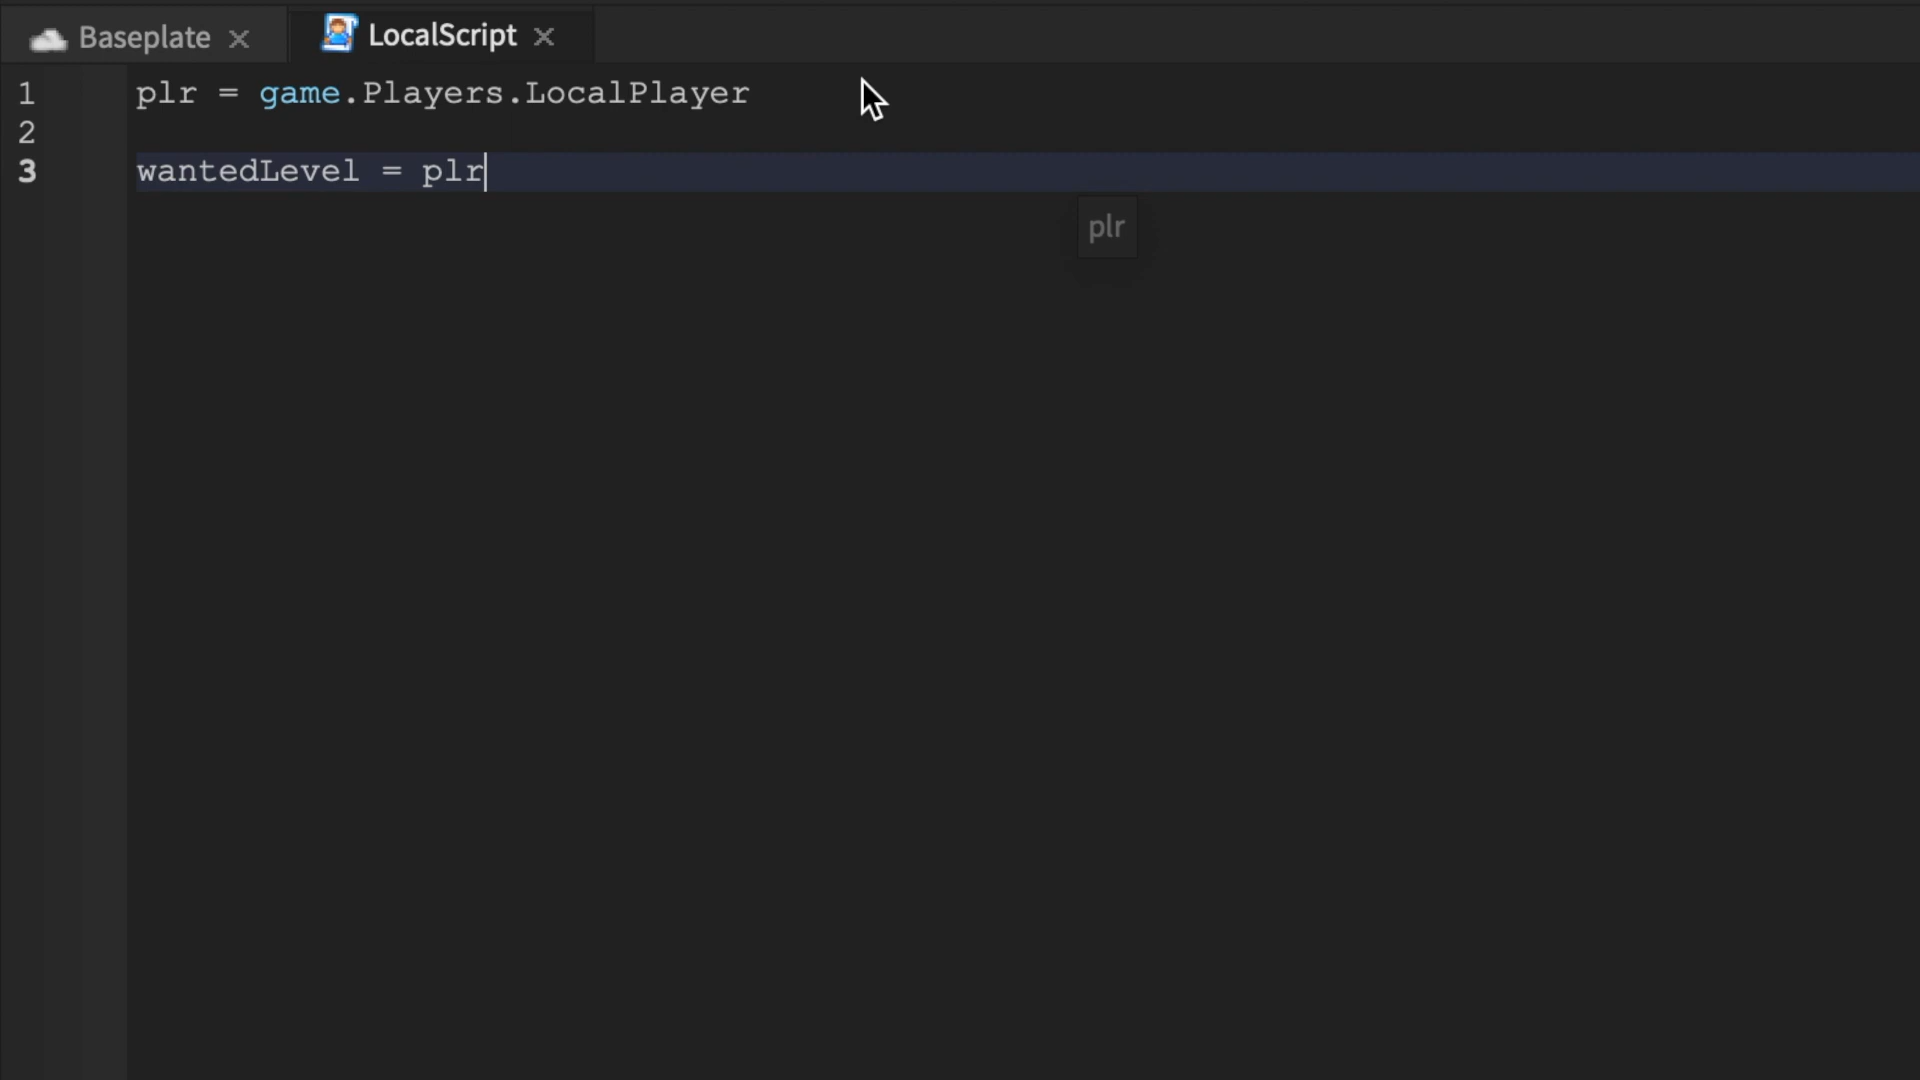 Baseplate
LocalScript
1 plr = game.Players.LocalPlayer
2
3 wantedLevel = plr
plr